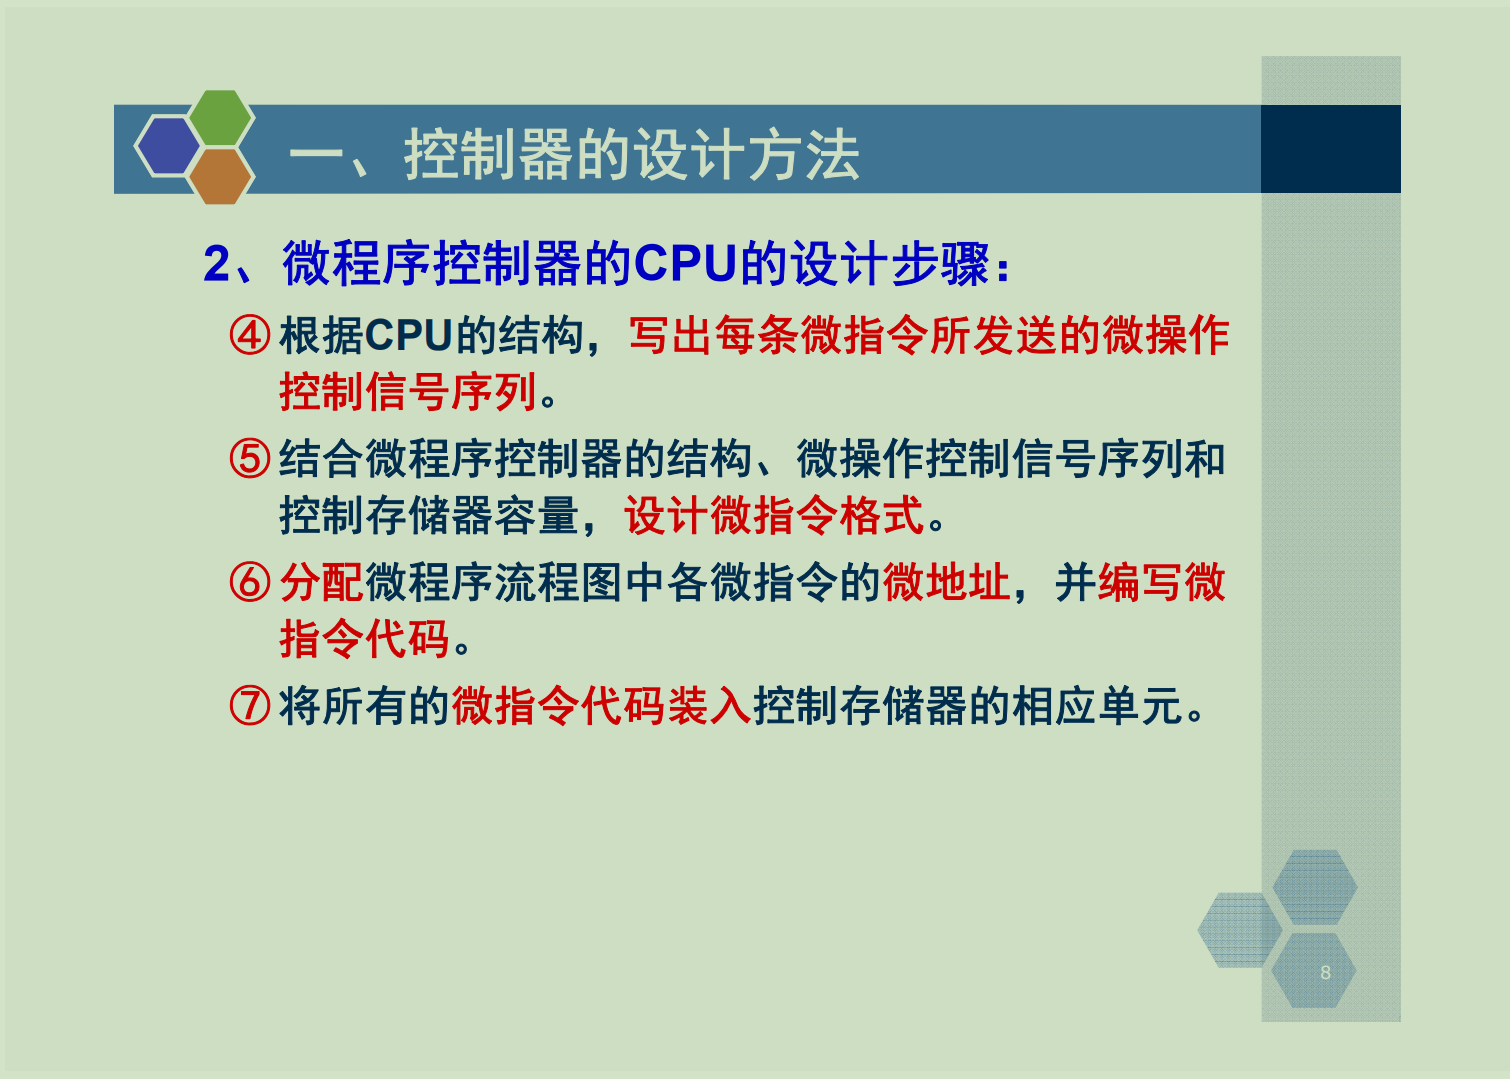 一、控制器的设计方法
2、微程序控制器的CPU的设计步骤：
④根据CPU的结构，写出每条微指令所发送的微操作
控制信号序列。
⑤结合微程序控制器的结构、微操作控制信号序列和
控制存储器容量，设计微指令格式。
⑥分配微程序流程图中各微指令的微地址，并编写微
指令代码。
⑦将所有的微指令代码装入控制存储器的相应单元。
8